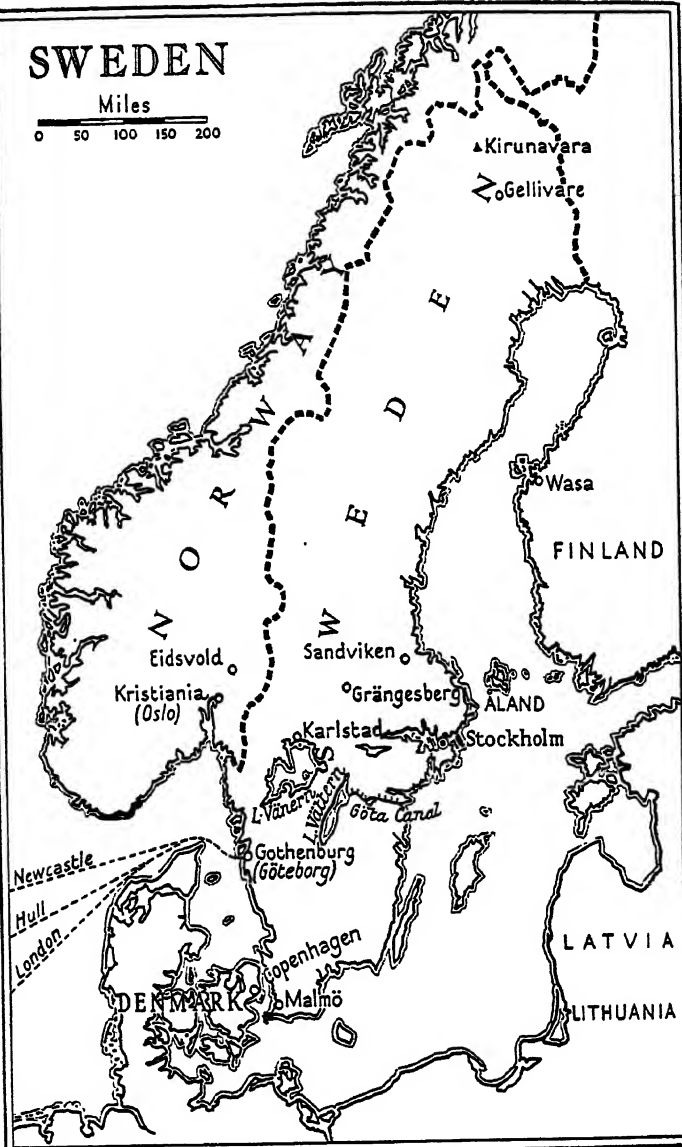 SWEDEN
Miles
0 50 100 150 200
Kirunavara
Gellivare
NORWAY
SWEDEN
Wasa
FINLAND
Eidsvold
Sandviken
Kristiania
(Oslo)
Grängesberg
ÅLAND
Karlstad
Stockholm
L. Vänern
L. Vättern
Göta Canal
Newcastle
Gothenburg
(Göteborg)
Hull
London
Copenhagen
LATVIA
DENMARK
Malmö
LITHUANIA